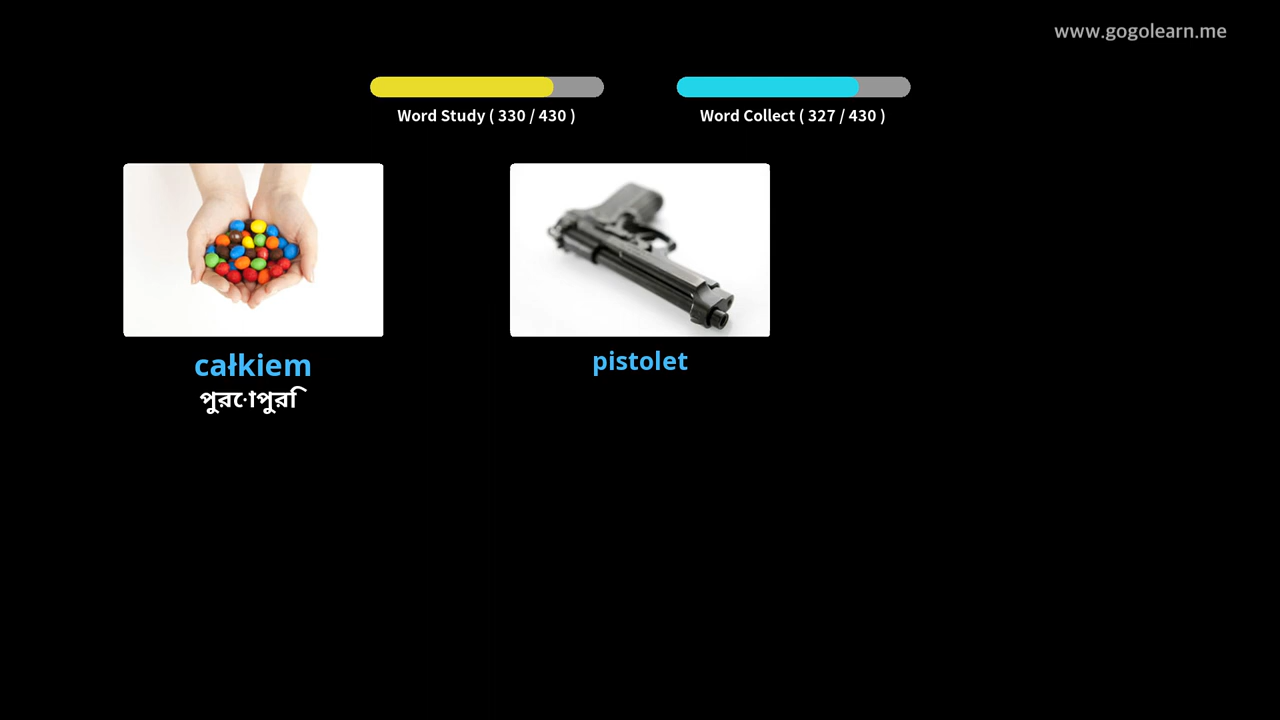 www.gogolearn.me
Word Study ( 330 / 430 )
Word Collect ( 327 / 430 )
całkiem
pistolet
পুরোপুরি